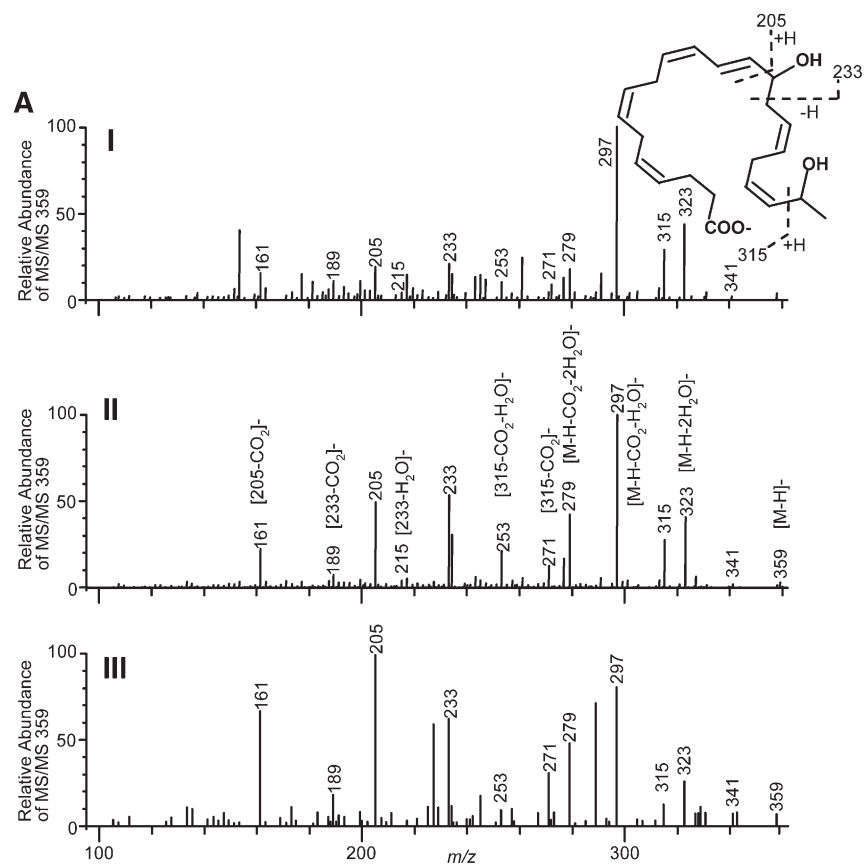 A
205
+H
OH
233
-H
OH
COO-
315
+H
I
Relative Abundance
of MS/MS 359
100
50
0
161
189
205
215
233
253
271
279
297
315
323
341
II
Relative Abundance
of MS/MS 359
100
50
0
161 [205-CO2]-
189 [233-CO2]-
205
215 [233-H2O]-
233
253 [315-CO2-H2O]-
271 [315-CO2]-
279 [M-H-CO2-2H2O]-
297
[M-H-CO2-H2O]-
315
323 [M-H-2H2O]-
341
359 [M-H]-
III
Relative Abundance
of MS/MS 359
100
50
0
161
189
205
233
253
271
279
297
315
323
341
359
100
200
300
m/z